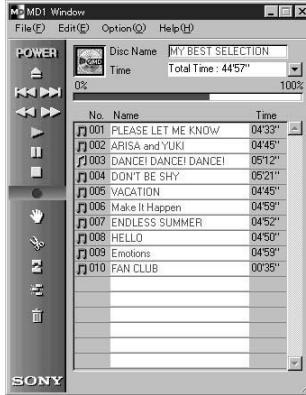 MD1 Window
File(F) Edit(E) Option(O) Help(H)
POWER
Disc Name MY BEST SELECTION
Time Total Time : 44'57"
0% 100%
No. Name Time
001 PLEASE LET ME KNOW 04'33"
002 ARISA and YUKI 04'45"
003 DANCE! DANCE! DANCE! 05'12"
004 DON'T BE SHY 05'21"
005 VACATION 04'45"
006 Make It Happen 04'59"
007 ENDLESS SUMMER 04'52"
008 HELLO 04'50"
009 Emotions 04'59"
010 FAN CLUB 00'35"
SONY